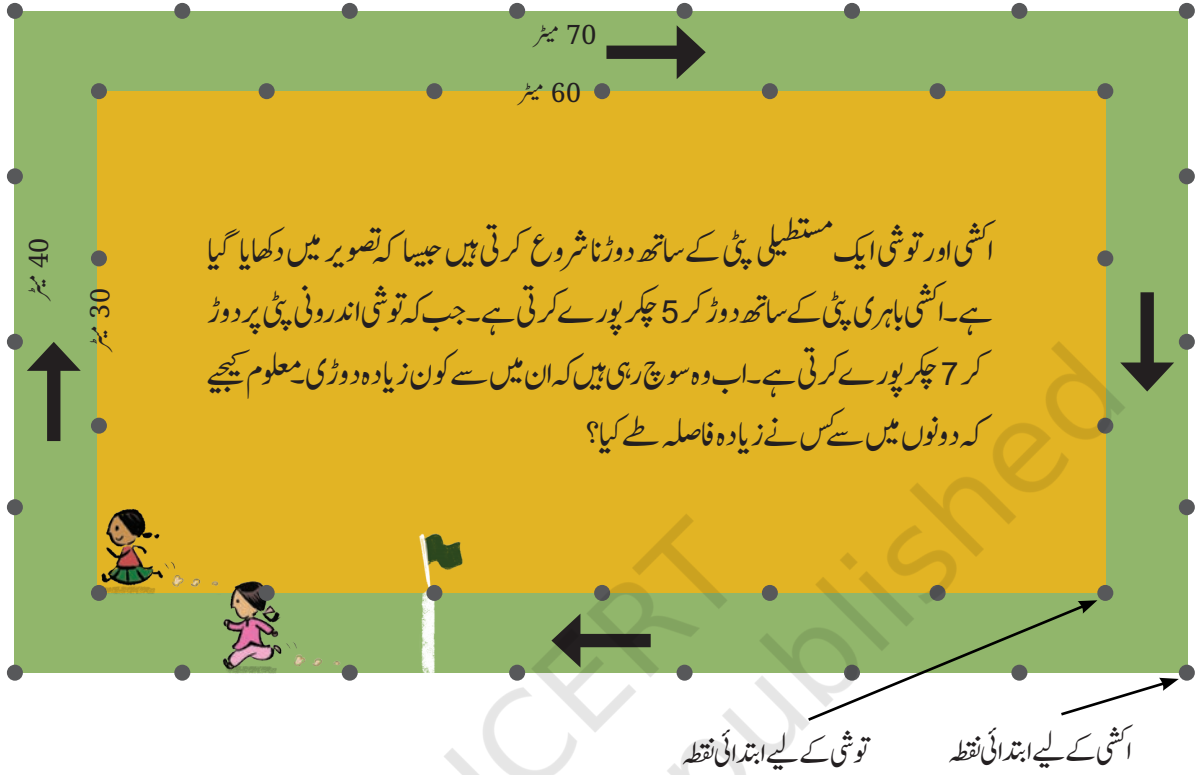 70 میٹر
60 میٹر
40 میٹر
30 میٹر
اکشی اور توشی ایک مستطیلی پٹی کے ساتھ دوڑنا شروع کرتی ہیں جیسا کہ تصویر میں دکھایا گیا
ہے۔ اکشی باہری پٹی کے ساتھ دوڑ کر 5 چکر پورے کرتی ہے۔ جب کہ توشی اندرونی پٹی پر دوڑ
کر 7 چکر پورے کرتی ہے۔ اب وہ سوچ رہی ہیں کہ ان میں سے کون زیادہ دوڑی۔ معلوم کیجیے
کہ دونوں میں سے کس نے زیادہ فاصلہ طے کیا؟
اکشی کے لیے ابتدائی نقطہ
توشی کے لیے ابتدائی نقطہ
NCERT
published